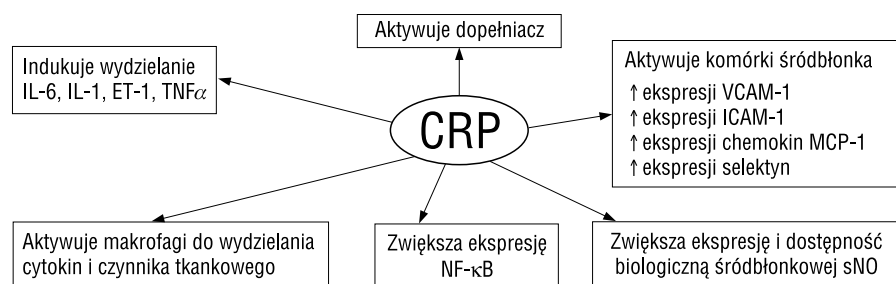 Aktywuje dopełniacz
Indukuje wydzielanie
IL-6, IL-1, ET-1, TNFα
Aktywuje komórki śródbłonka
↑ ekspresji VCAM-1
↑ ekspresji ICAM-1
↑ ekspresji chemokin MCP-1
↑ ekspresji selektyn
CRP
Aktywuje makrofagi do wydzielania
cytokin i czynnika tkankowego
Zwiększa ekspresję
NF-κB
Zwiększa ekspresję i dostępność
biologiczną śródbłonkowej sNO